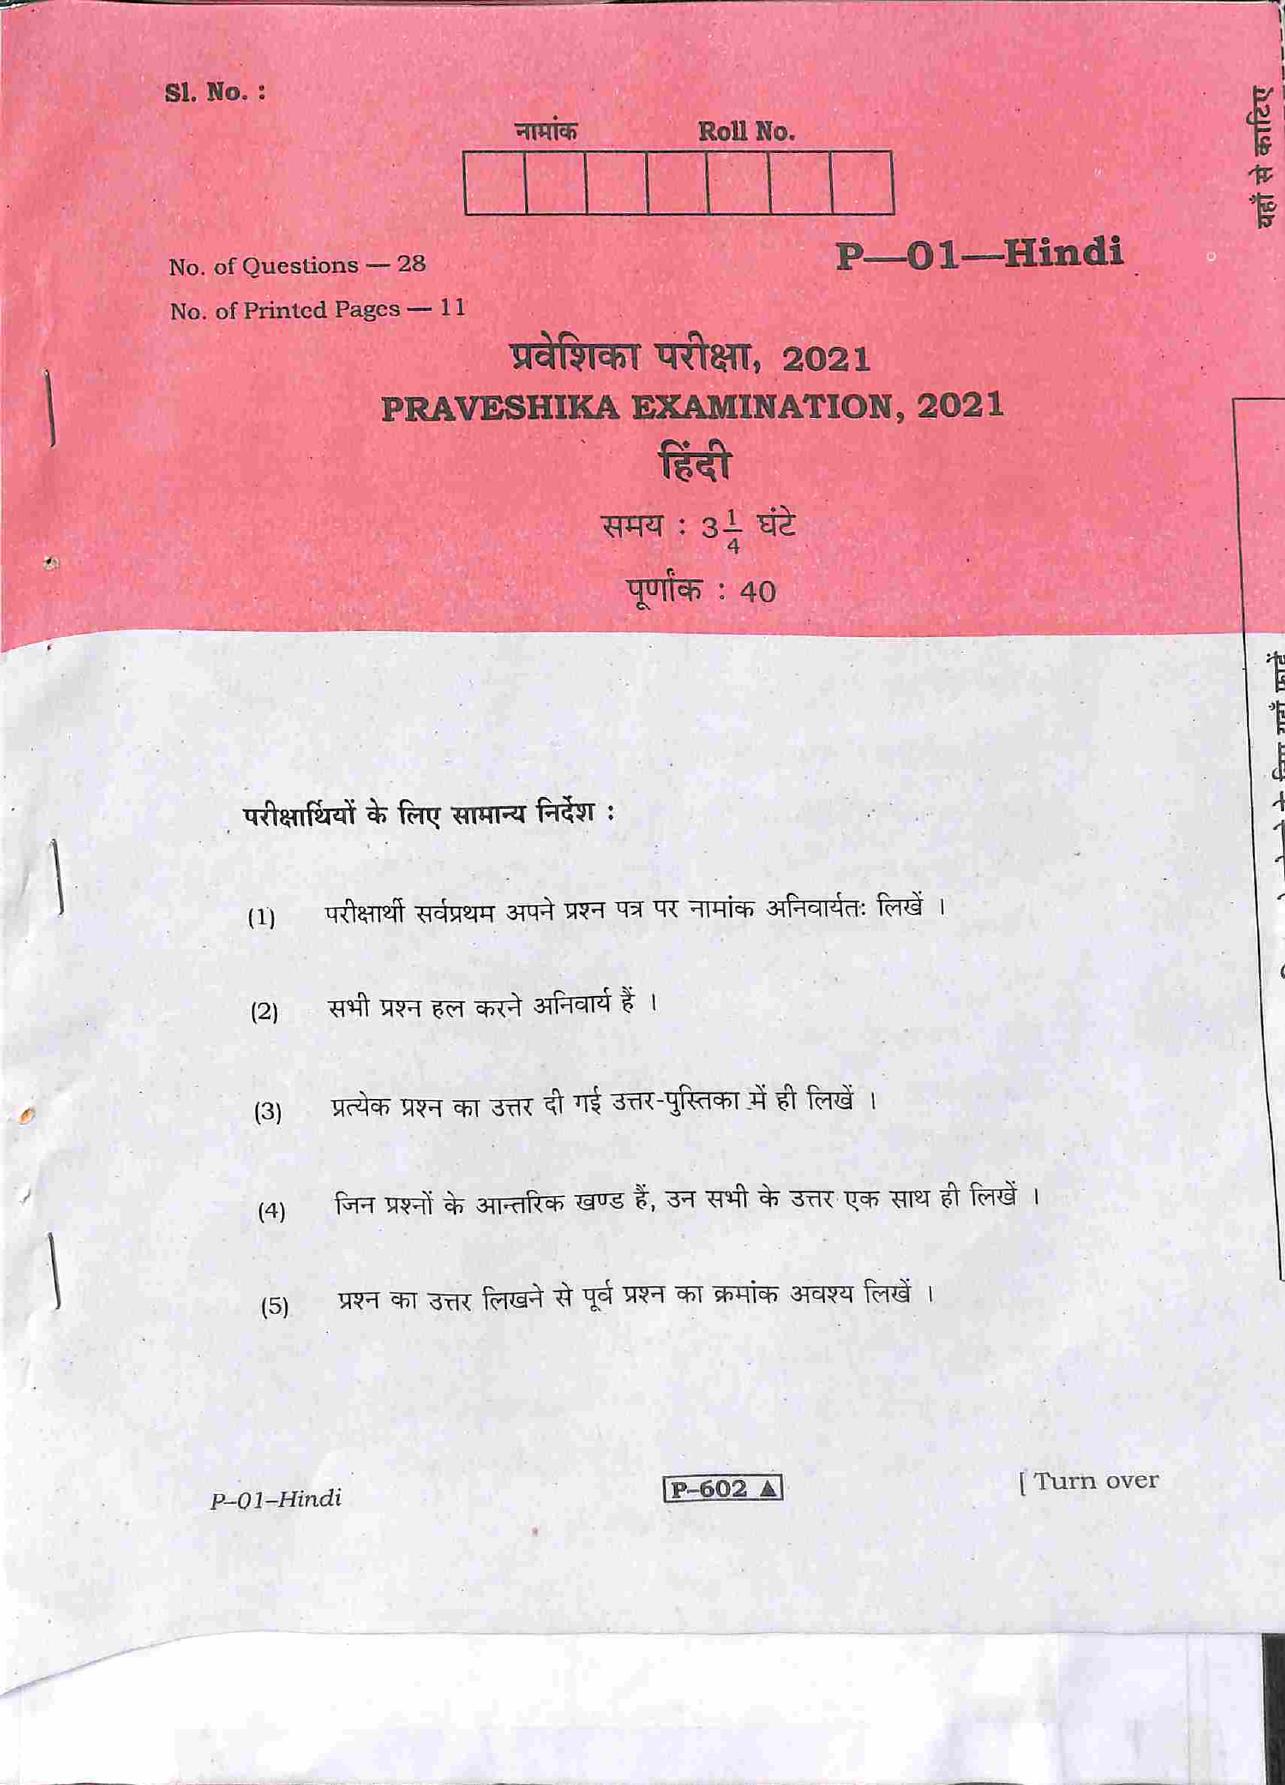 Sl. No. :
नामांक Roll No.
No. of Questions — 28
P—01—Hindi
No. of Printed Pages — 11
प्रवेशिका परीक्षा, 2021
PRAVESHIKA EXAMINATION, 2021
हिंदी
समय : 3 1/4 घंटे
पूर्णांक : 40
परीक्षार्थियों के लिए सामान्य निर्देश :
(1) परीक्षार्थी सर्वप्रथम अपने प्रश्न पत्र पर नामांक अनिवार्यतः लिखें ।
(2) सभी प्रश्न हल करने अनिवार्य हैं ।
(3) प्रत्येक प्रश्न का उत्तर दी गई उत्तर-पुस्तिका में ही लिखें ।
(4) जिन प्रश्नों के आन्तरिक खण्ड हैं, उन सभी के उत्तर एक साथ ही लिखें ।
(5) प्रश्न का उत्तर लिखने से पूर्व प्रश्न का क्रमांक अवश्य लिखें ।
P–01–Hindi P–602 ▲ [ Turn over
यहाँ से काटिए